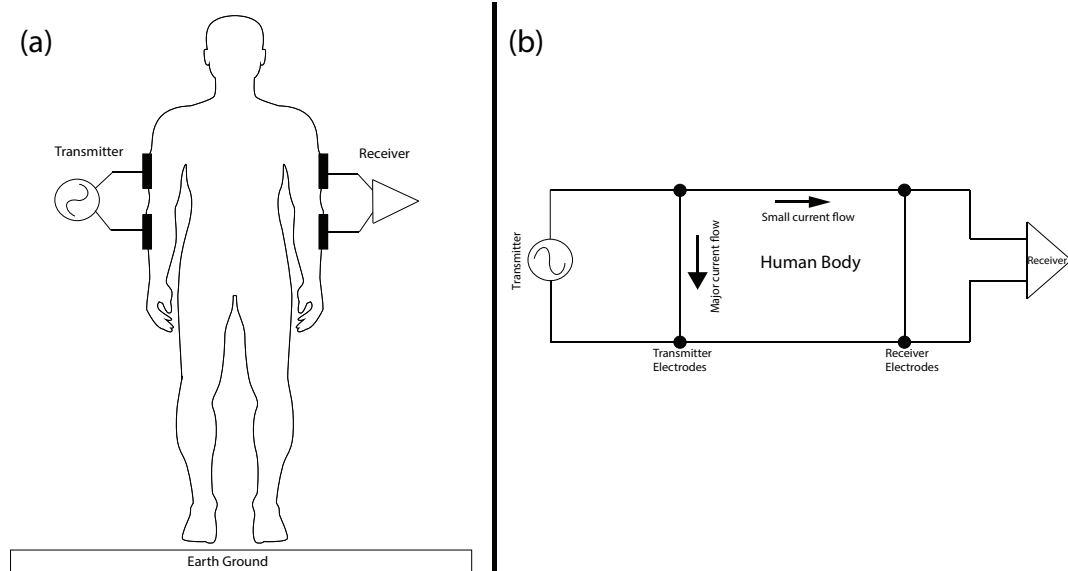 (a)
Transmitter
Receiver
Earth Ground
(b)
Small current flow
Major current flow
Human Body
Transmitter
Receiver
Transmitter
Electrodes
Receiver
Electrodes